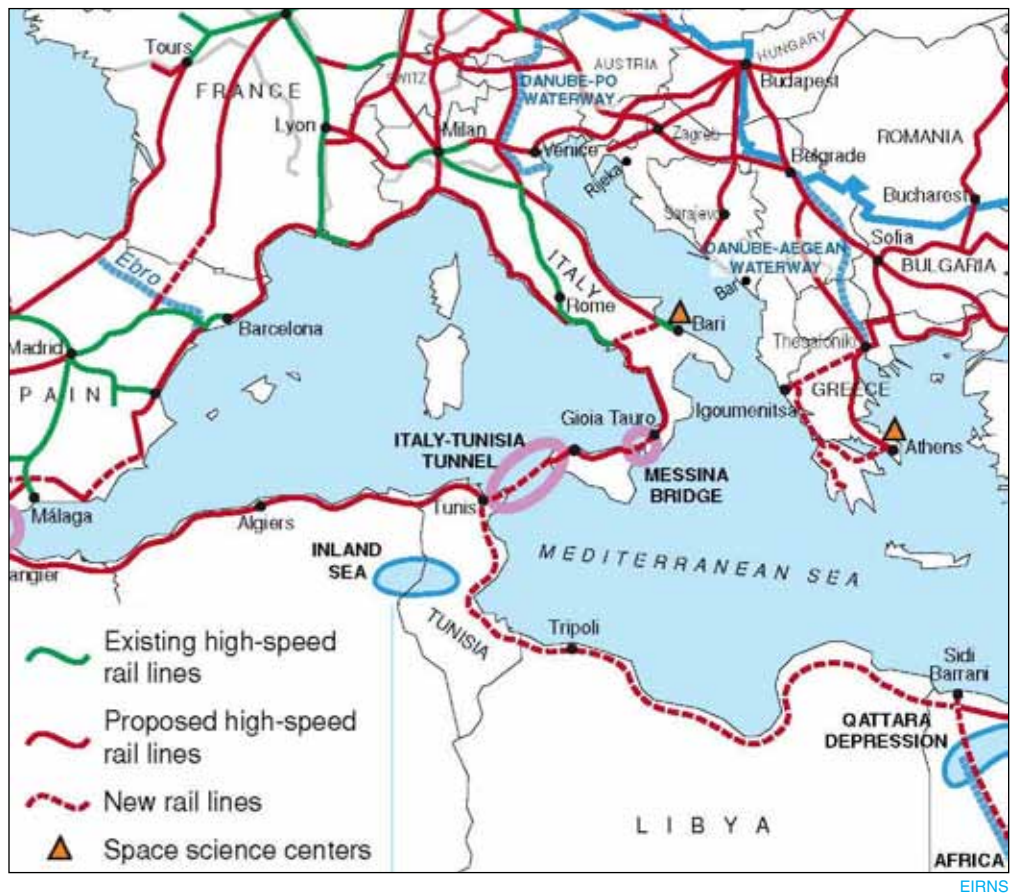 Tours
FRANCE
SWITZ
AUSTRIA
HUNGARY
DANUBE-PO
WATERWAY
Budapest
Lyon
Milan
Venice
Zagreb
ROMANIA
Rijeka
Belgrade
Bucharest
Sarajevo
Ebro
ITALY
DANUBE-AEGEAN
WATERWAY
Sofia
BULGARIA
Rome
Bar
Barcelona
Bari
Madrid
Thessaloniki
PAIN
GREECE
Gioia Tauro
Igoumenitsa
ITALY-TUNISIA
TUNNEL
Athens
MESSINA
BRIDGE
Málaga
Algiers
Tunis
INLAND
SEA
MEDITERRANEAN SEA
angier
TUNISIA
Tripoli
Sidi
Barrani
QATTARA
DEPRESSION
Existing high-speed
rail lines
Proposed high-speed
rail lines
New rail lines
LIBYA
Space science centers
AFRICA
EIRNS